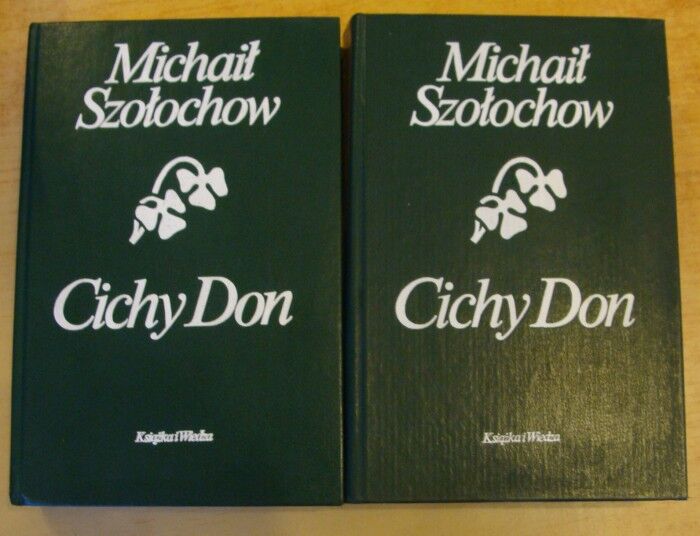 Michaił
Szołochow
Cichy Don
Książka i Wiedza
Michaił
Szołochow
Cichy Don
Książka i Wiedza